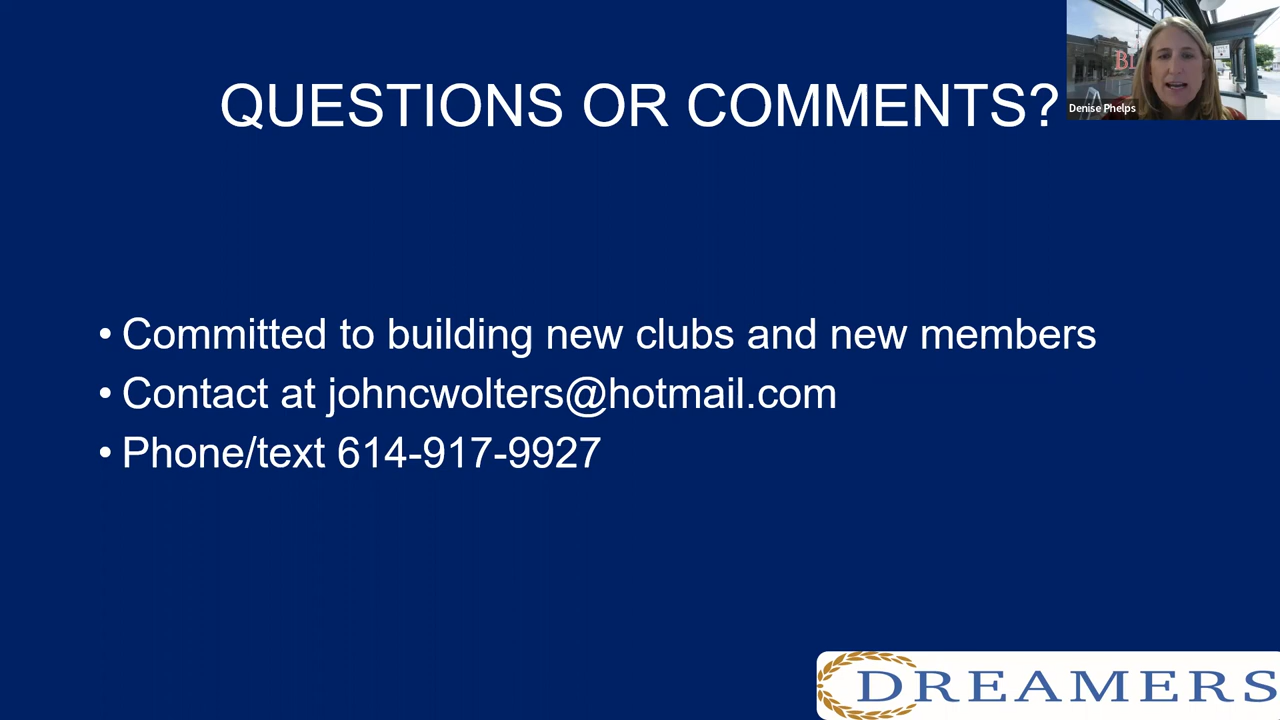 QUESTIONS OR COMMENTS?
BL
Denise Phelps
• Committed to building new clubs and new members
• Contact at johncwolters@hotmail.com
• Phone/text 614-917-9927
DREAMERS